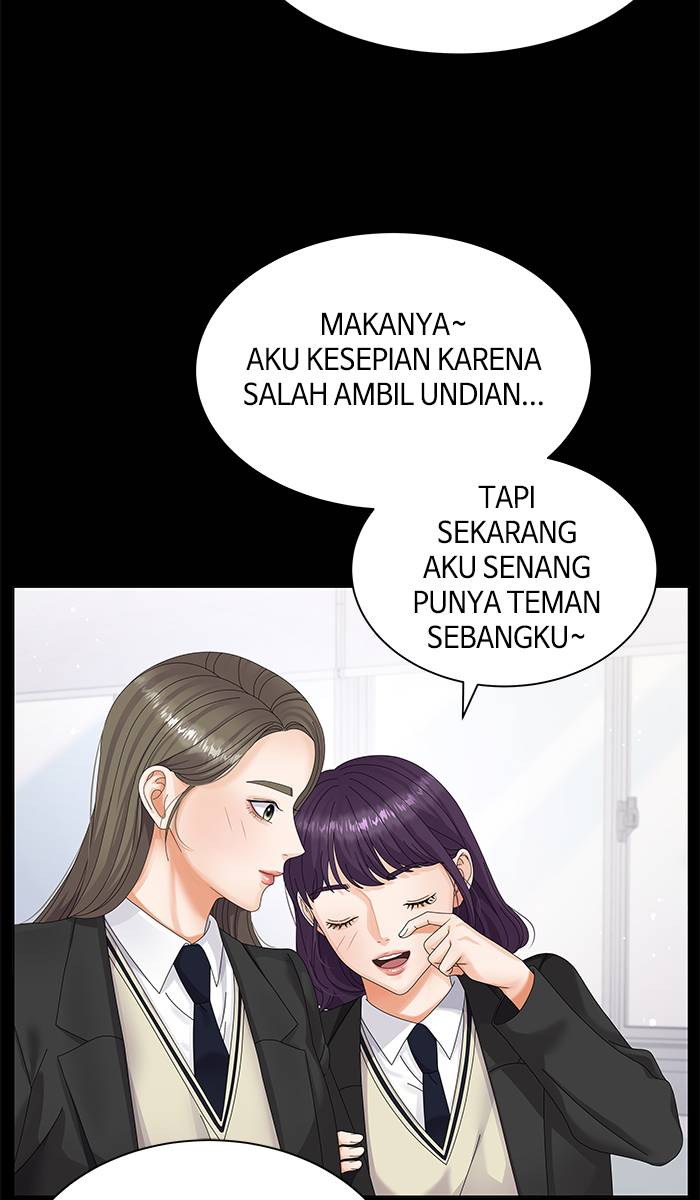 MAKANYA~
AKU KESEPIAN KARENA
SALAH AMBIL UNDIAN...
TAPI
SEKARANG
AKU SENANG
PUNYA TEMAN
SEBANGKU~